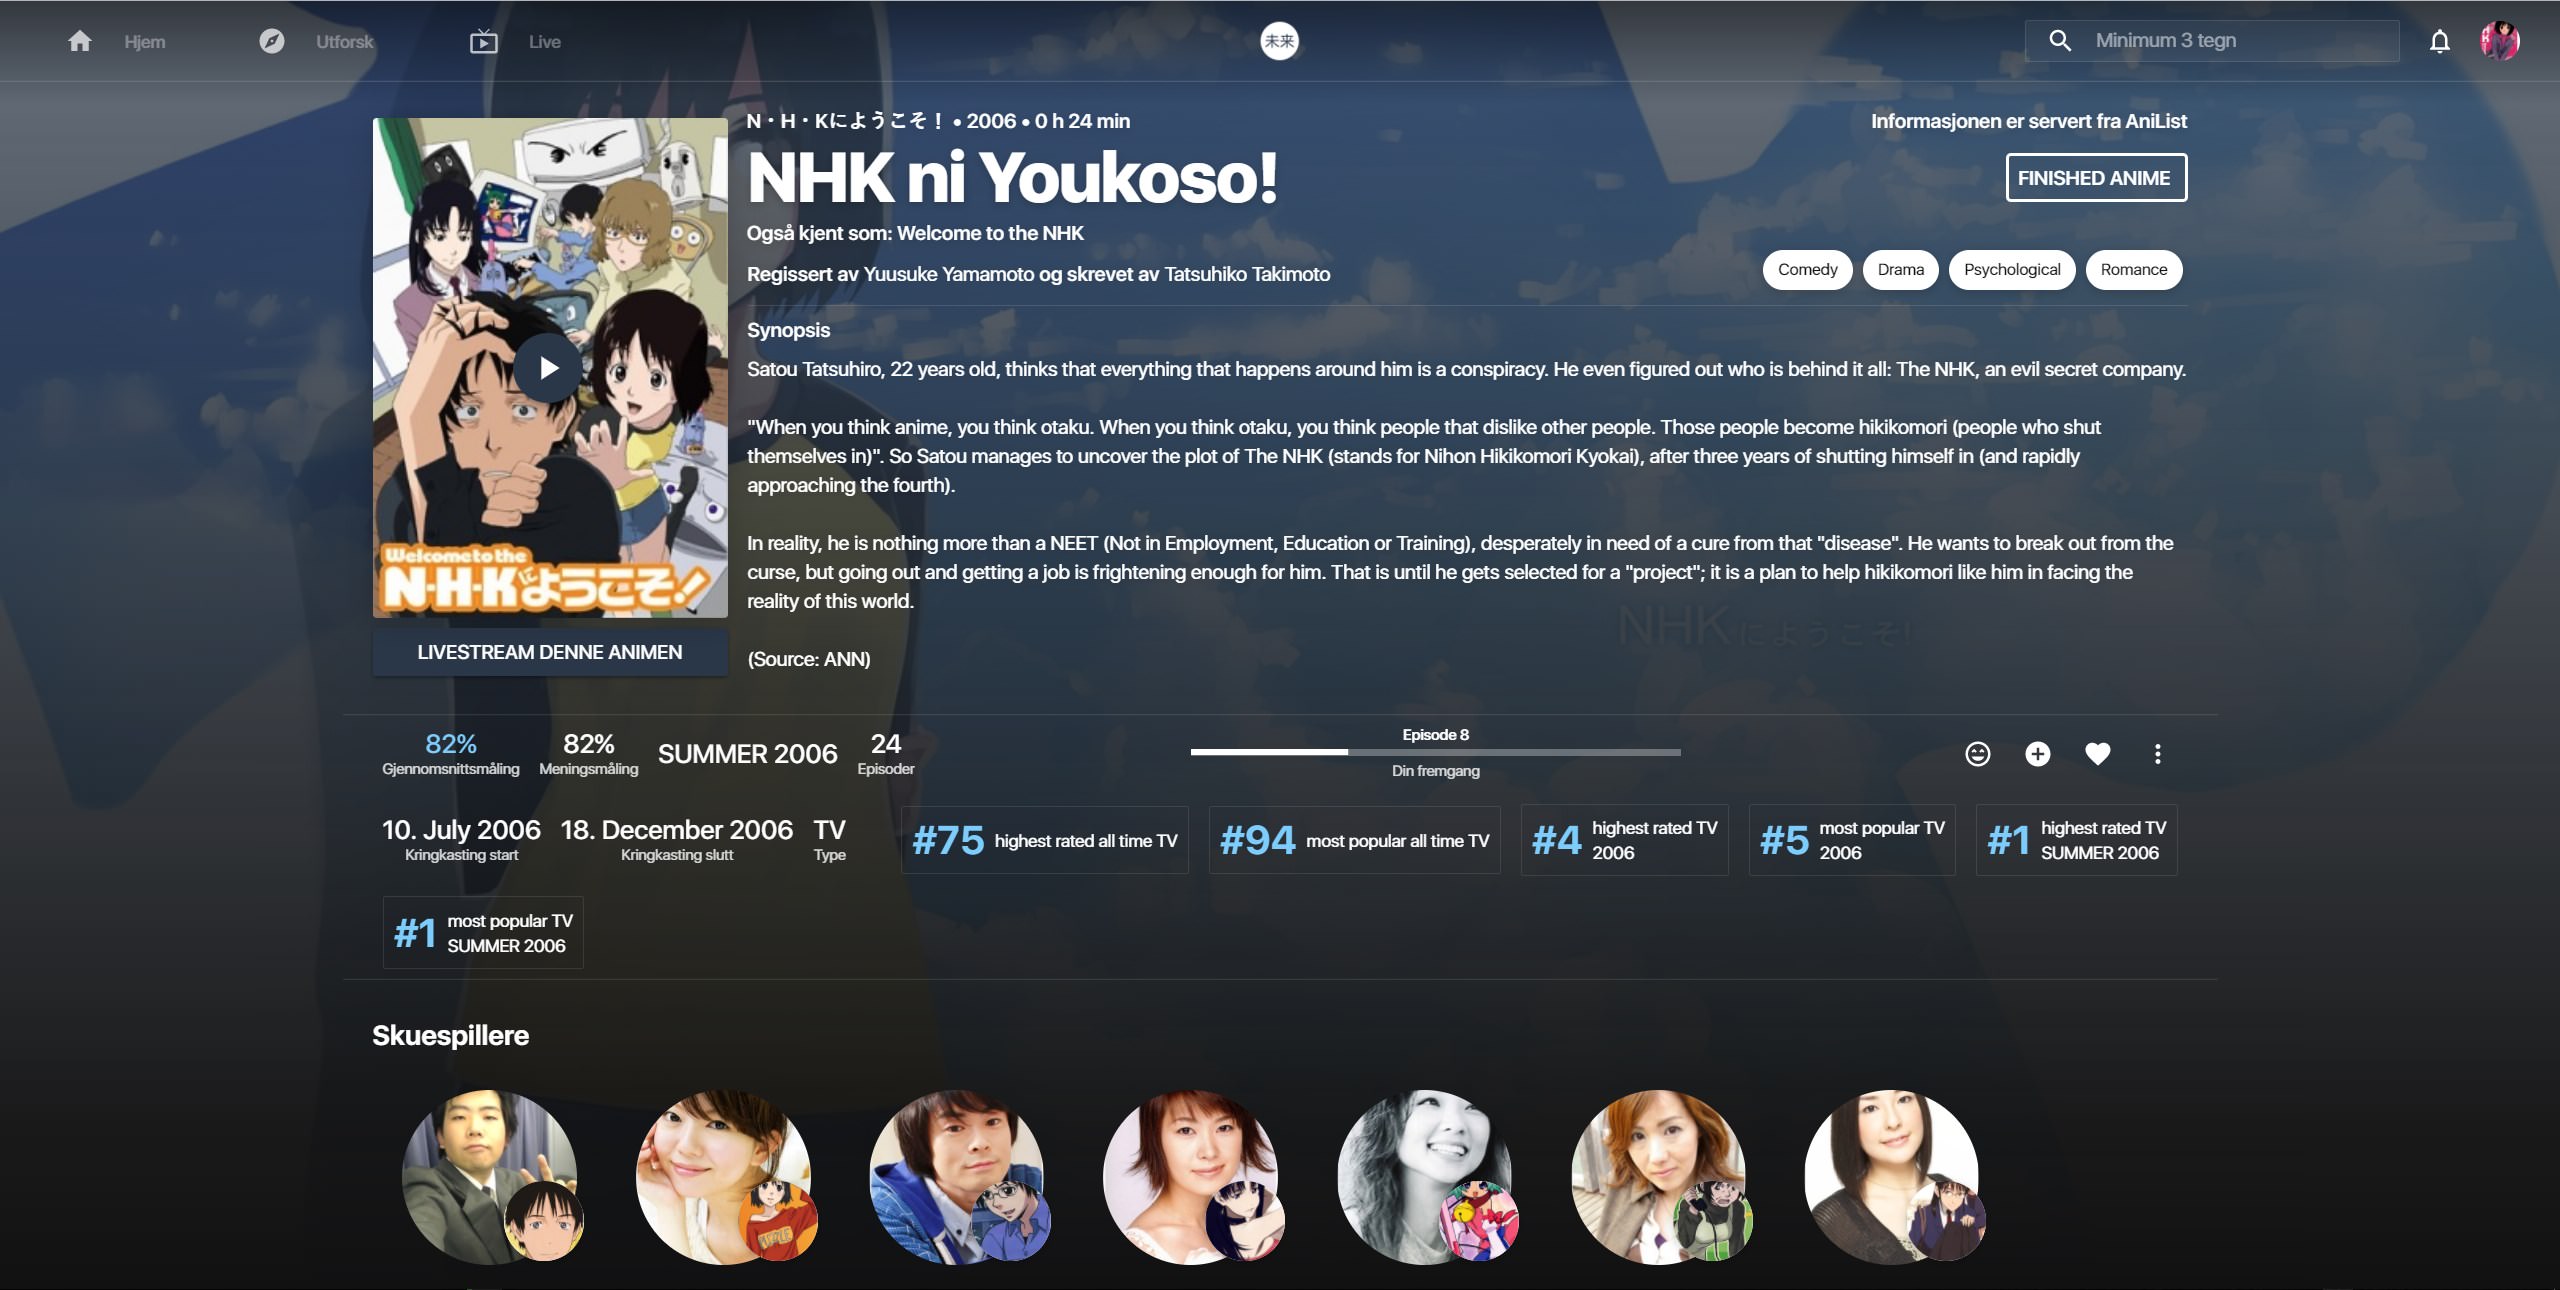 Hjem
Utforsk
Live
未来
Minimum 3 tegn
N・H・Kにようこそ！ • 2006 • 0 h 24 min
Informasjonen er servert fra AniList
NHK ni Youkoso!
FINISHED ANIME
Også kjent som: Welcome to the NHK
Regissert av Yuusuke Yamamoto og skrevet av Tatsuhiko Takimoto
Comedy
Drama
Psychological
Romance
Synopsis
Satou Tatsuhiro, 22 years old, thinks that everything that happens around him is a conspiracy. He even figured out who is behind it all: The NHK, an evil secret company.
"When you think anime, you think otaku. When you think otaku, you think people that dislike other people. Those people become hikikomori (people who shut
themselves in)". So Satou manages to uncover the plot of The NHK (stands for Nihon Hikikomori Kyokai), after three years of shutting himself in (and rapidly
approaching the fourth).
In reality, he is nothing more than a NEET (Not in Employment, Education or Training), desperately in need of a cure from that "disease". He wants to break out from the
curse, but going out and getting a job is frightening enough for him. That is until he gets selected for a "project"; it is a plan to help hikikomori like him in facing the
reality of this world.
(Source: ANN)
Welcome to the
N・H・Kにようこそ!
NHKにようこそ!
LIVESTREAM DENNE ANIMEN
82%
Gjennomsnittsmåling
82%
Meningsmåling
SUMMER 2006
24
Episoder
Episode 8
Din fremgang
10. July 2006
Kringkasting start
18. December 2006
Kringkasting slutt
TV
Type
#75 highest rated all time TV
#94 most popular all time TV
#4 highest rated TV
2006
#5 most popular TV
2006
#1 highest rated TV
SUMMER 2006
#1 most popular TV
SUMMER 2006
Skuespillere